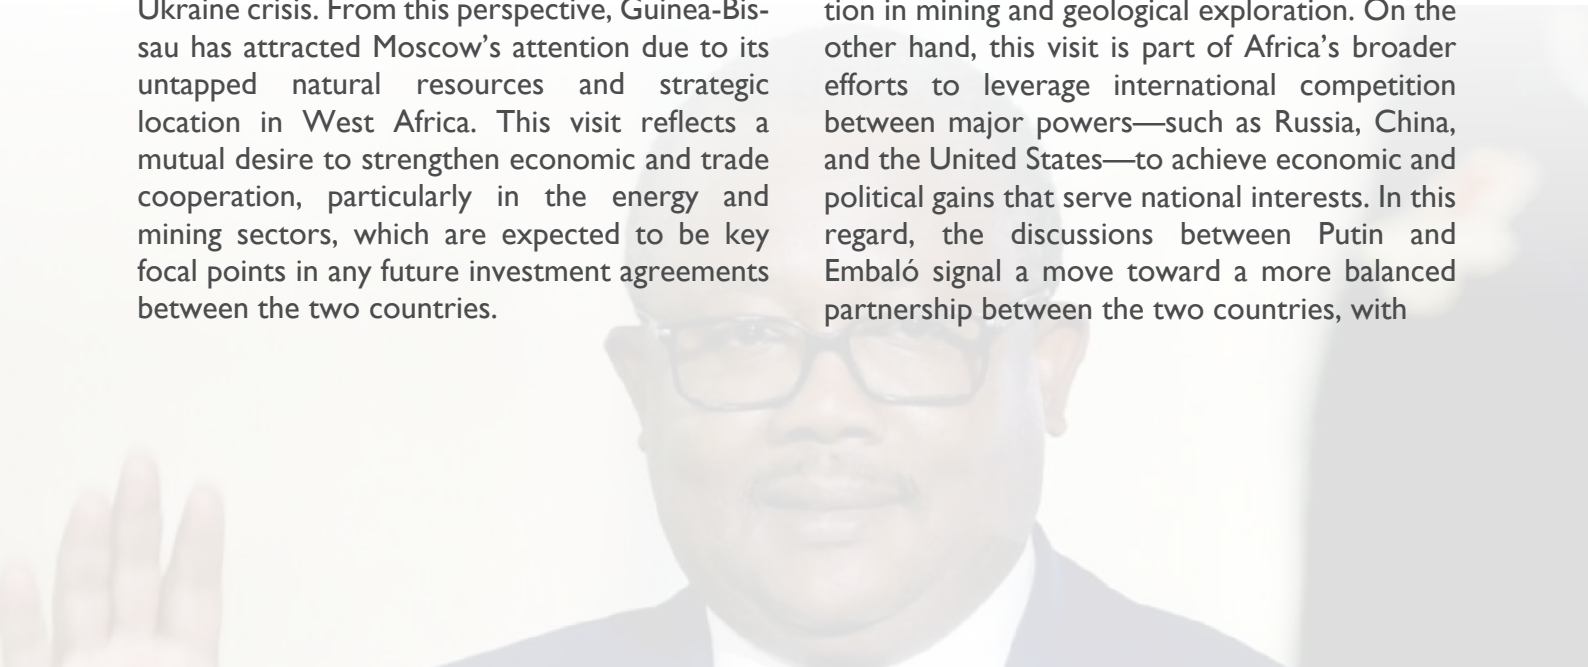 Ukraine crisis. From this perspective, Guinea-Bis-
sau has attracted Moscow's attention due to its
untapped natural resources and strategic
location in West Africa. This visit reflects a
mutual desire to strengthen economic and trade
cooperation, particularly in the energy and
mining sectors, which are expected to be key
focal points in any future investment agreements
between the two countries.
tion in mining and geological exploration. On the
other hand, this visit is part of Africa's broader
efforts to leverage international competition
between major powers—such as Russia, China,
and the United States—to achieve economic and
political gains that serve national interests. In this
regard, the discussions between Putin and
Embaló signal a move toward a more balanced
partnership between the two countries, with